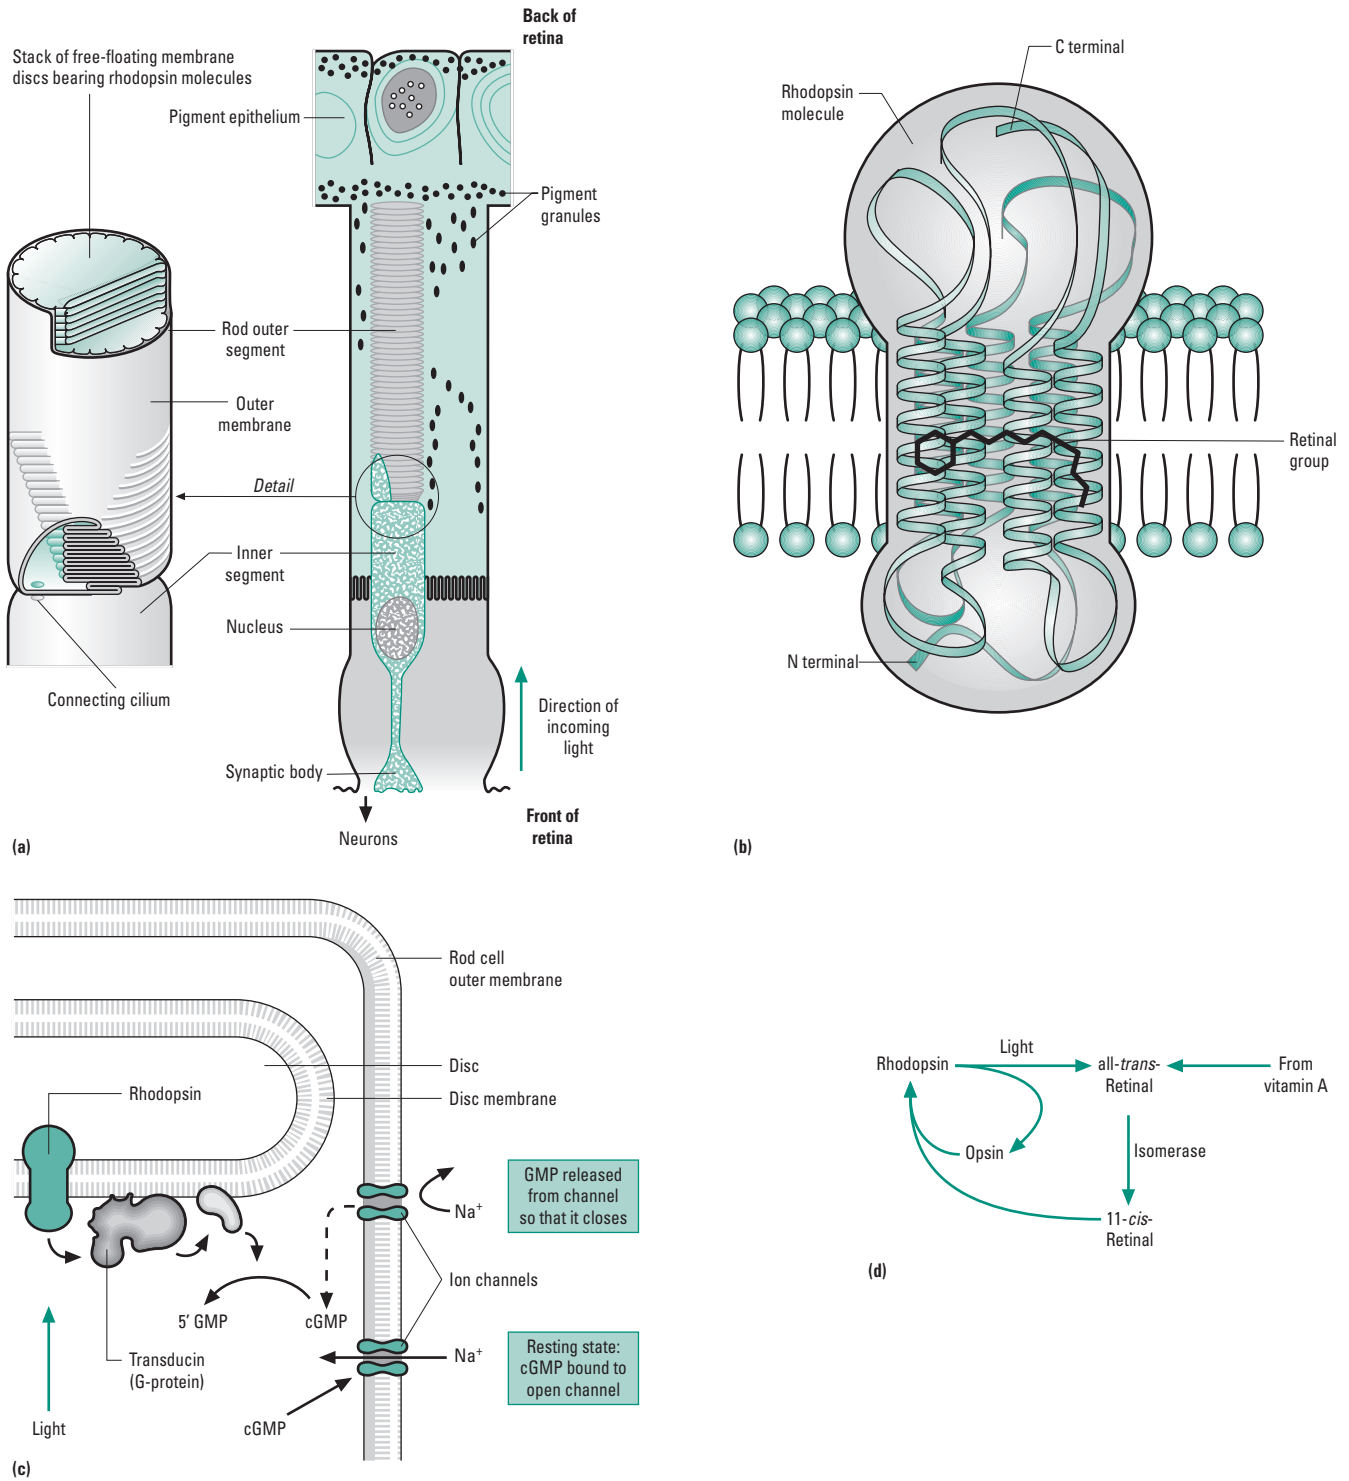 Back of
retina
Stack of free-floating membrane
discs bearing rhodopsin molecules
Pigment epithelium
Pigment
granules
Rod outer
segment
Outer
membrane
Detail
Inner
segment
Nucleus
Connecting cilium
Direction of
incoming
light
Synaptic body
Front of
retina
Neurons
(a)
C terminal
Rhodopsin
molecule
Retinal
group
N terminal
(b)
Rod cell
outer membrane
Disc
Disc membrane
Rhodopsin
GMP released
from channel
so that it closes
Na+
Ion channels
5′ GMP
cGMP
Transducin
(G-protein)
Na+
Resting state:
cGMP bound to
open channel
cGMP
Light
(c)
Light
Rhodopsin
all-trans-
Retinal
From
vitamin A
Opsin
Isomerase
11-cis-
Retinal
(d)